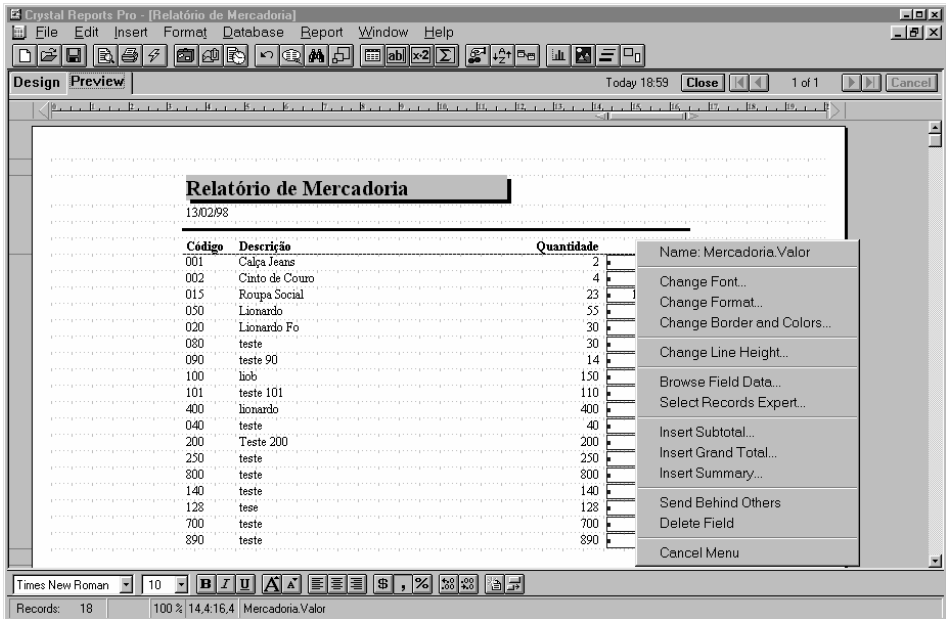 Crystal Reports Pro - [Relatório de Mercadoria]
File Edit Insert Format Database Report Window Help
Design Preview Today 18:59 Close 1 of 1 Cancel
Relatório de Mercadoria
13/02/98
Código Descrição Quantidade
001 Calça Jeans 2
002 Cinto de Couro 4
015 Roupa Social 23 1
050 Lionardo 55
020 Lionardo Fo 30
080 teste 30
090 teste 90 14
100 liob 150
101 teste 101 110
400 lionardo 400
040 teste 40
200 Teste 200 200
250 teste 250
800 teste 800
140 teste 140
128 tese 128
700 teste 700
890 teste 890
Name: Mercadoria.Valor
Change Font...
Change Format...
Change Border and Colors...
Change Line Height...
Browse Field Data...
Select Records Expert...
Insert Subtotal...
Insert Grand Total...
Insert Summary...
Send Behind Others
Delete Field
Cancel Menu
Times New Roman 10 B I U A A $ , %
Records: 18 100 % 14,4:16,4 Mercadoria.Valor